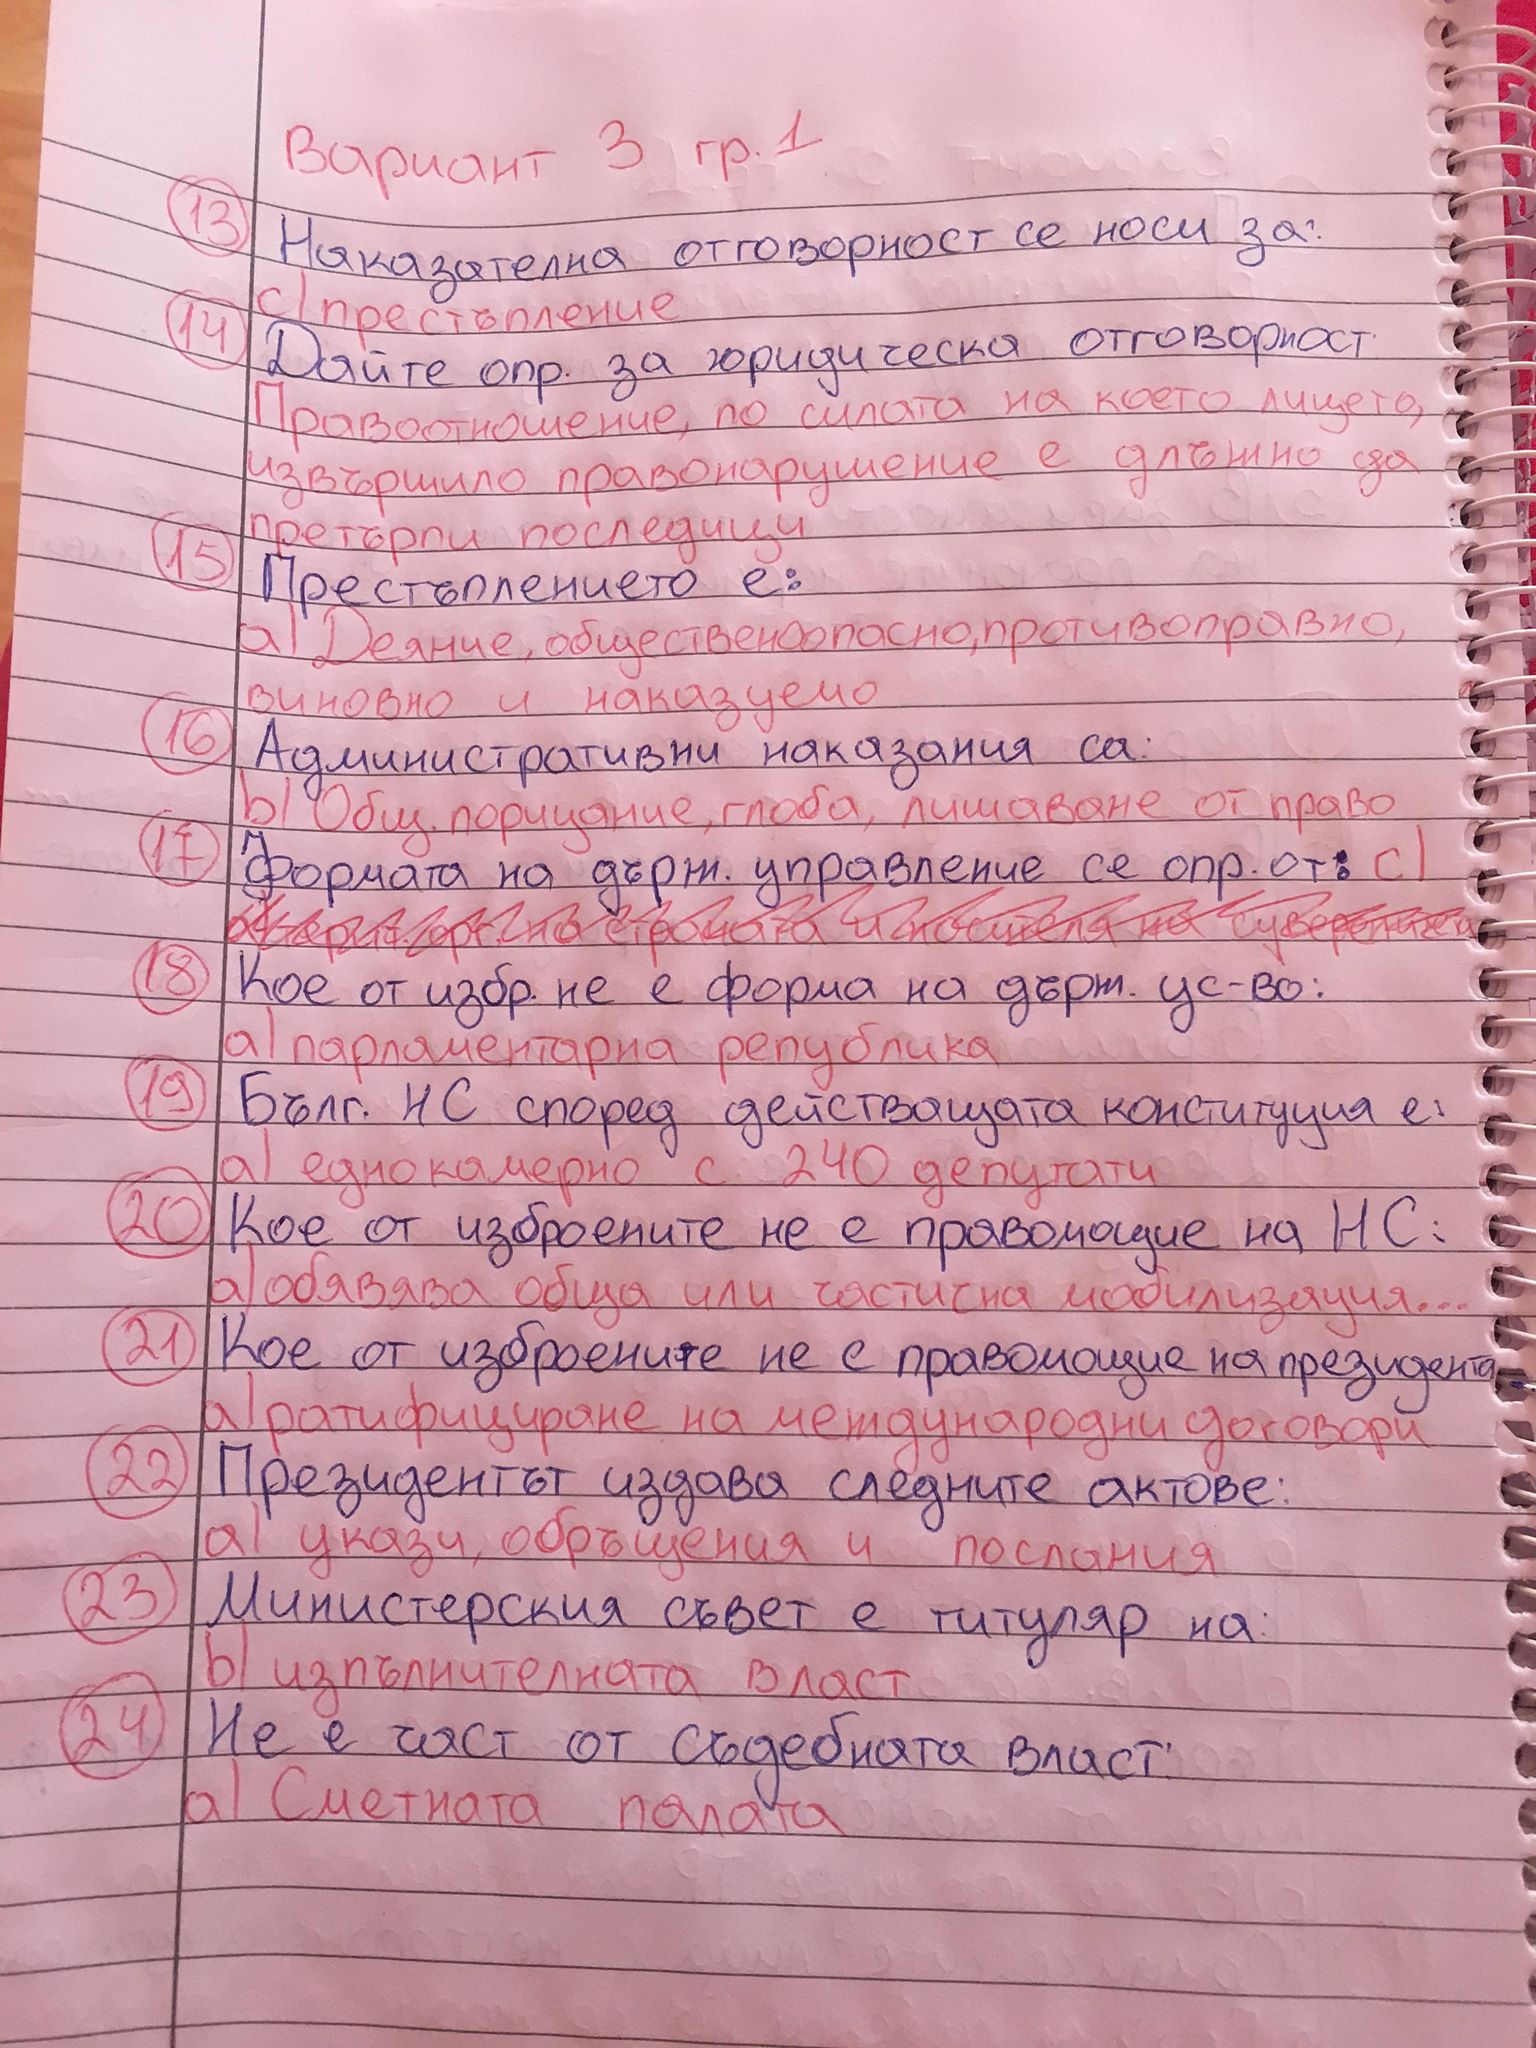 Вариант 3 гр. 1
13 Наказателна отговорност се носи за:
c) престъпление
14 Дайте опр. за юридическа отговорност
Правоотношение, по силата на което лицето,
извършило правонарушение е длъжно да
претърпи последици
15 Престъплението е:
a) Деяние, общественоопасно, противоправно,
виновно и наказуемо
16 Административни наказания са:
b) Общ. порицание, глоба, лишаване от право
17 Формата на държ. управление се опр. от: c)
на страната и носителя на
18 Кое от избр. не е форма на държ. ус-во:
a) парламентарна република
19 Бълг. НС според действащата конституция е:
a) еднокамерно с 240 депутати
20 Кое от изброените не е правомощие на НС:
a) обявява обща или частична мобилизация...
21 Кое от изброените не е правомощие на президента
a) ратифициране на международни договори
22 Президентът издава следните актове:
a) укази, обръщения и послания
23 Министерския съвет е титуляр на:
b) изпълнителната власт
24 Не е част от съдебната власт:
a) Сметната палата